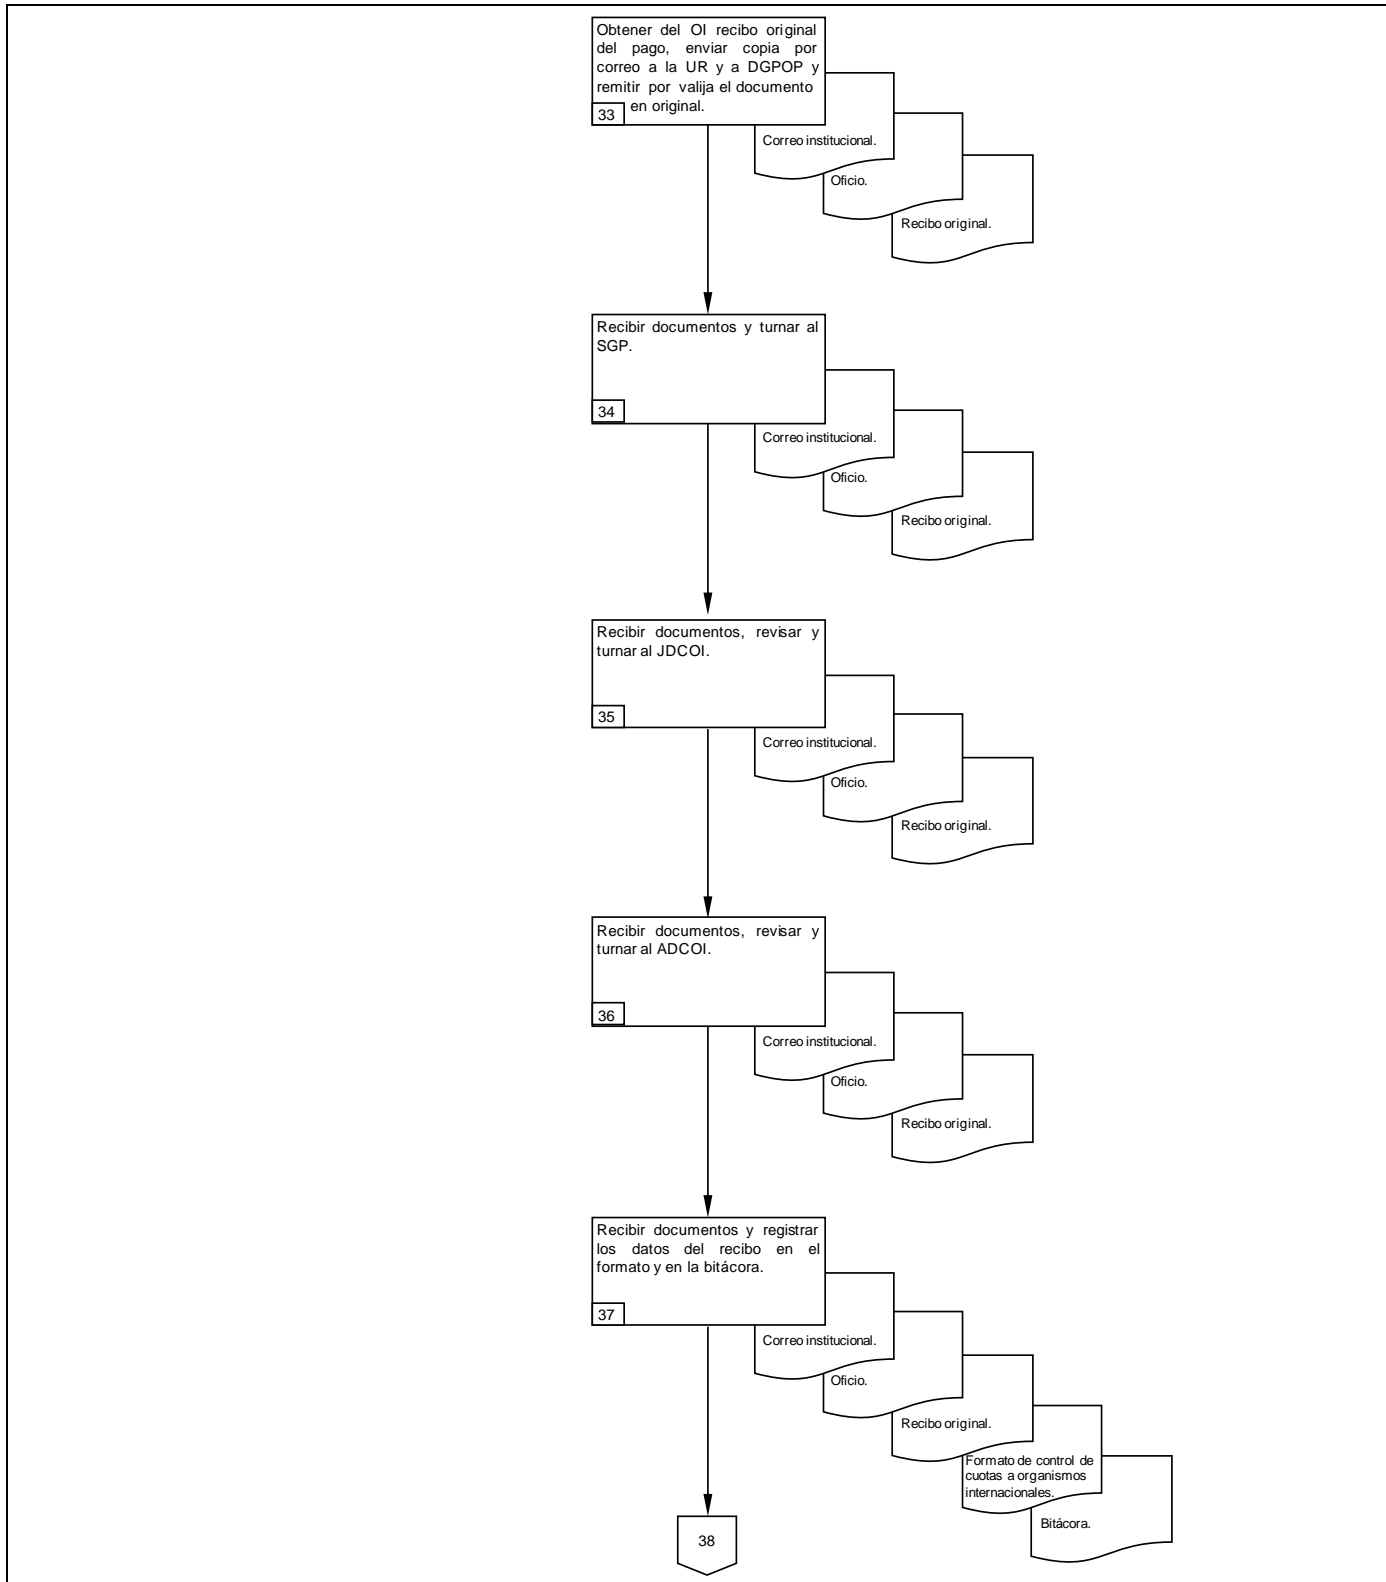 Obtener del OI recibo original
del pago, enviar copia por
correo a la UR y a DGPOP y
remitir por valija el documento
en original.
33
Correo institucional.
Oficio.
Recibo original.
Recibir documentos y turnar al
SGP.
34
Correo institucional.
Oficio.
Recibo original.
Recibir documentos, revisar y
turnar al JDCOI.
35
Correo institucional.
Oficio.
Recibo original.
Recibir documentos, revisar y
turnar al ADCOI.
36
Correo institucional.
Oficio.
Recibo original.
Recibir documentos y registrar
los datos del recibo en el
formato y en la bitácora.
37
Correo institucional.
Oficio.
Recibo original.
Formato de control de
cuotas a organismos
internacionales.
Bitácora.
38